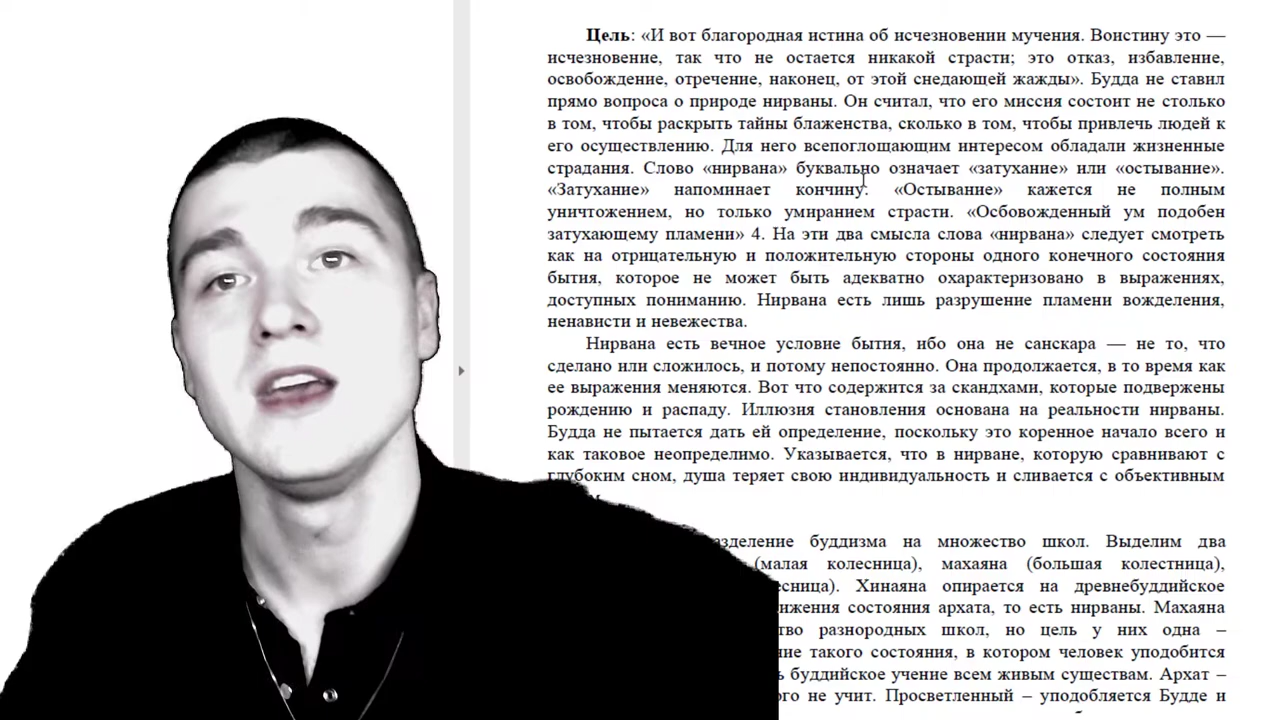 Цель: «И вот благородная истина об исчезновении мучения. Воистину это —
исчезновение, так что не остается никакой страсти; это отказ, избавление,
освобождение, отречение, наконец, от этой снедающей жажды». Будда не ставил
прямо вопроса о природе нирваны. Он считал, что его миссия состоит не столько
в том, чтобы раскрыть тайны блаженства, сколько в том, чтобы привлечь людей к
его осуществлению. Для него всепоглощающим интересом обладали жизненные
страдания. Слово «нирвана» буквально означает «затухание» или «остывание».
«Затухание» напоминает кончину. «Остывание» кажется не полным
уничтожением, но только умиранием страсти. «Осбовожденный ум подобен
затухающему пламени» 4. На эти два смысла слова «нирвана» следует смотреть
как на отрицательную и положительную стороны одного конечного состояния
бытия, которое не может быть адекватно охарактеризовано в выражениях,
доступных пониманию. Нирвана есть лишь разрушение пламени вожделения,
ненависти и невежества.
Нирвана есть вечное условие бытия, ибо она не санскара — не то, что
сделано или сложилось, и потому непостоянно. Она продолжается, в то время как
ее выражения меняются. Вот что содержится за скандхами, которые подвержены
рождению и распаду. Иллюзия становления основана на реальности нирваны.
Будда не пытается дать ей определение, поскольку это коренное начало всего и
как таковое неопределимо. Указывается, что в нирване, которую сравнивают с
глубоким сном, душа теряет свою индивидуальность и сливается с объективным
буддизма на множество школ. Выделим два
(малая колесница), махаяна (большая колестница),
Хинаяна опирается на древнебуддийское
состояния архата, то есть нирваны. Махаяна
разнородных школ, но цель у них одна –
такого состояния, в котором человек уподобится
буддийское учение всем живым существам. Архат –
не учит. Просветленный – уподобляется Будде и